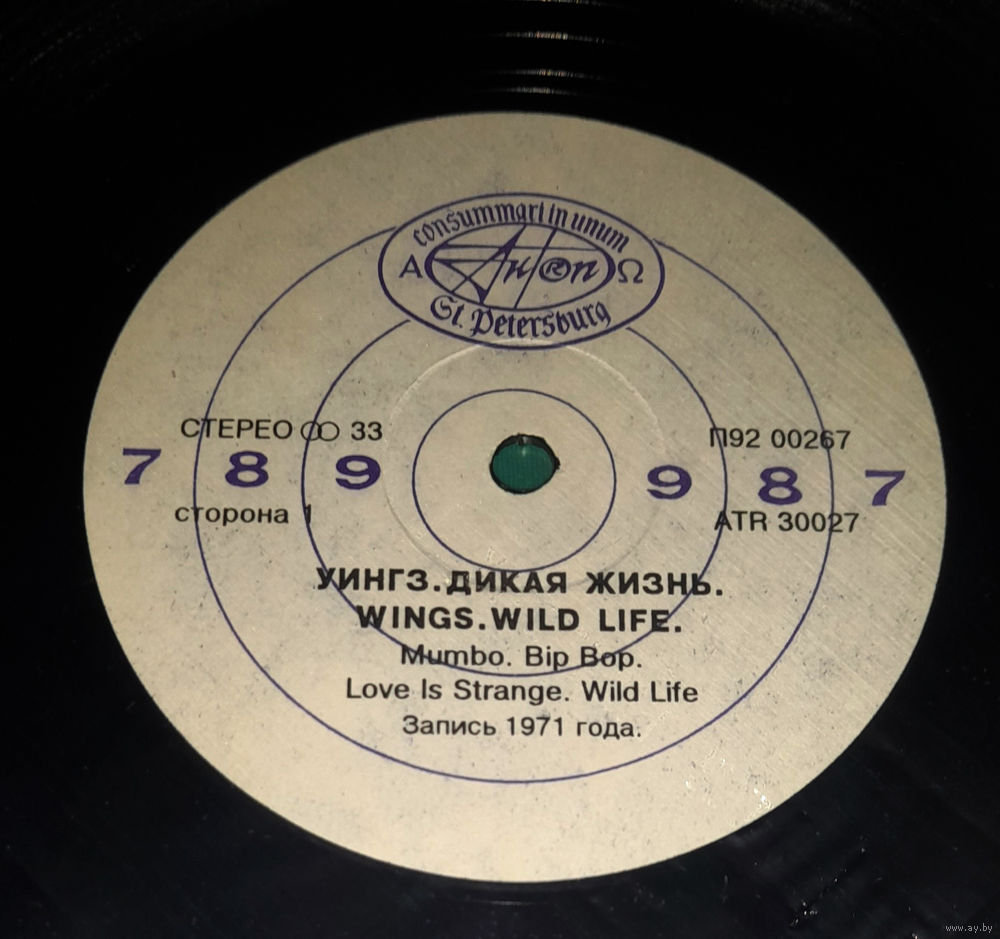 consummari in unum
Α АнТроп Ω
®
St. Petersburg
СТЕРЕО 33
П92 00267
7 8 9 9 8 7
сторона 1
ATR 30027
УИНГЗ.ДИКАЯ ЖИЗНЬ.
WINGS.WILD LIFE.
Mumbo. Bip Bop.
Love Is Strange. Wild Life
Запись 1971 года.
www.ay.by